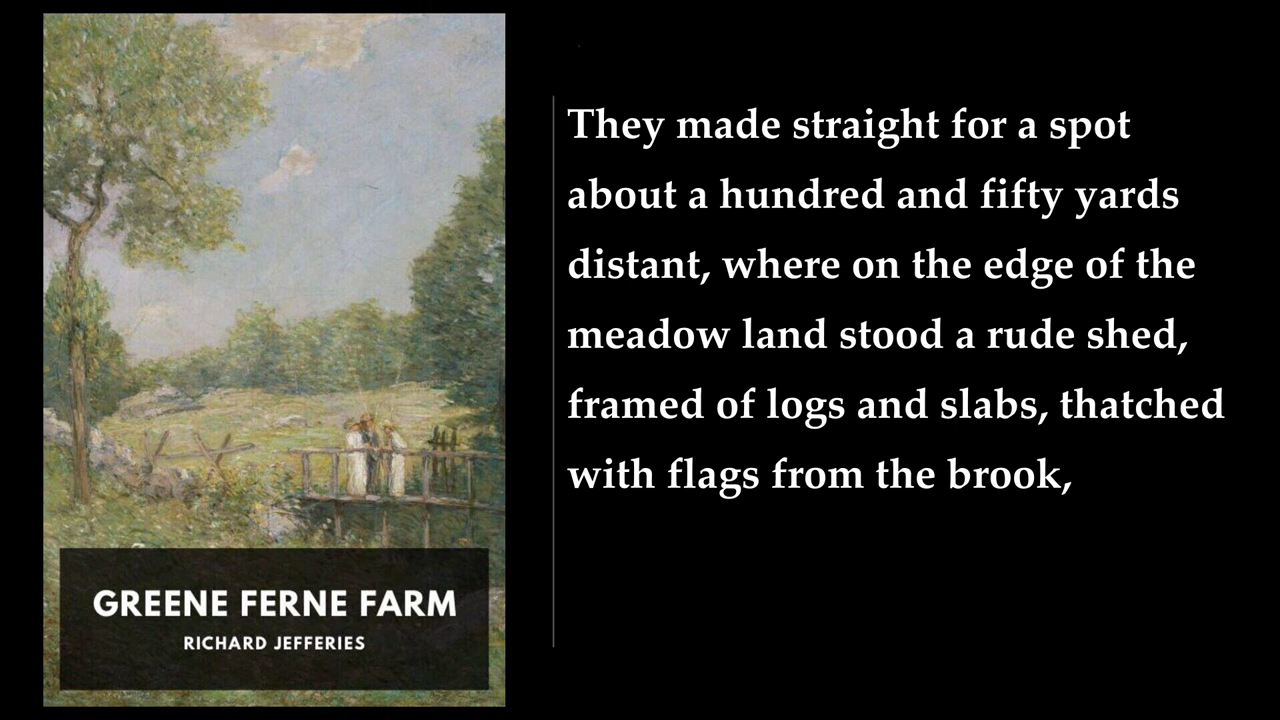 They made straight for a spot
about a hundred and fifty yards
distant, where on the edge of the
meadow land stood a rude shed,
framed of logs and slabs, thatched
with flags from the brook,
GREENE FERNE FARM
RICHARD JEFFERIES